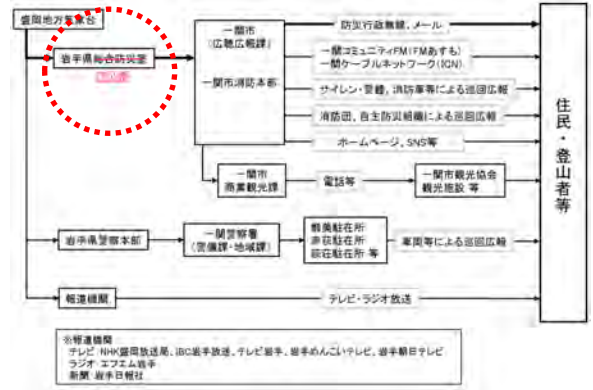 盛岡地方気象台
岩手県総合防災室
一関市
(広聴広報課)
一関市消防本部
防災行政無線、メール
一関コミュニティFM(FMあすも)
一関ケーブルネットワーク(ICN)
サイレン・警鐘、消防車等による巡回広報
消防団、自主防災組織による巡回広報
ホームページ、SNS等
一関市
商業観光課
電話等
一関市観光協会
観光施設 等
住民・登山者等
岩手県警察本部
一関警察署
(警備課・地域課)
厳美駐在所
赤荻駐在所
萩荘駐在所 等
車両等による巡回広報
報道機関
テレビ・ラジオ放送
※報道機関
テレビ:NHK盛岡放送局、IBC岩手放送、テレビ岩手、岩手めんこいテレビ、岩手朝日テレビ
ラジオ:エフエム岩手
新聞:岩手日報社